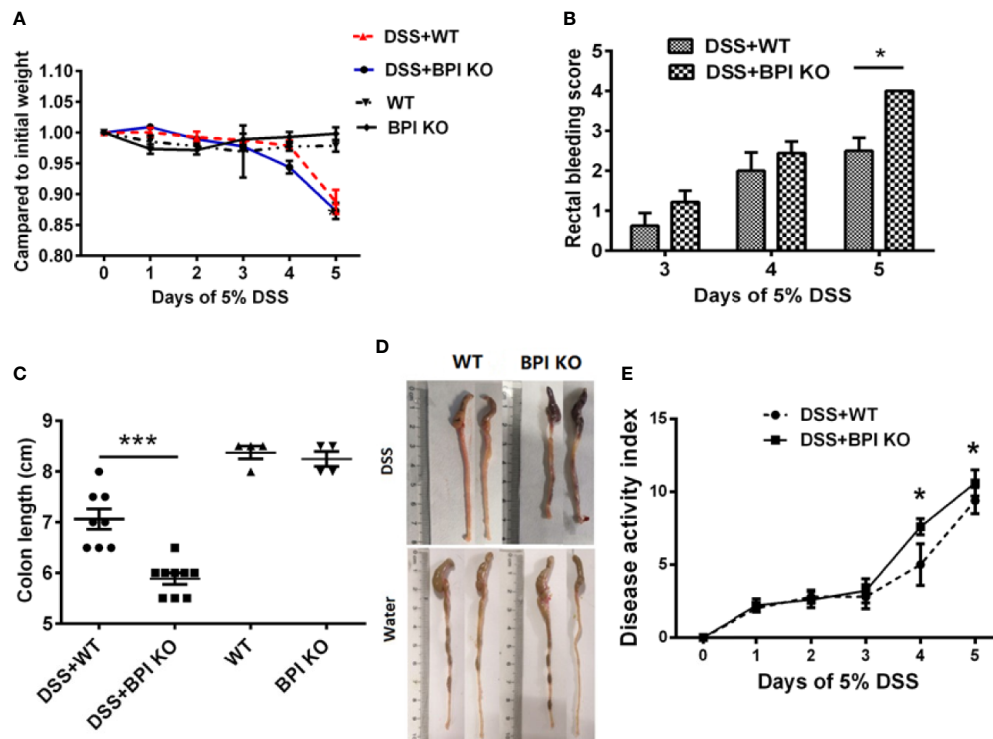 A
DSS+WT
DSS+BPI KO
WT
BPI KO
Campared to initial weight
1.10
1.05
1.00
0.95
0.90
0.85
0.80
*
0 1 2 3 4 5
Days of 5% DSS
B
DSS+WT
DSS+BPI KO
*
Rectal bleeding score
5
4
3
2
1
0
3 4 5
Days of 5% DSS
C
***
Colon length (cm)
9
8
7
6
5
DSS+WT
DSS+BPI KO
WT
BPI KO
D
WT BPI KO
DSS
Water
E
DSS+WT
DSS+BPI KO
Disease activity index
15
10
5
0
* *
0 1 2 3 4 5
Days of 5% DSS